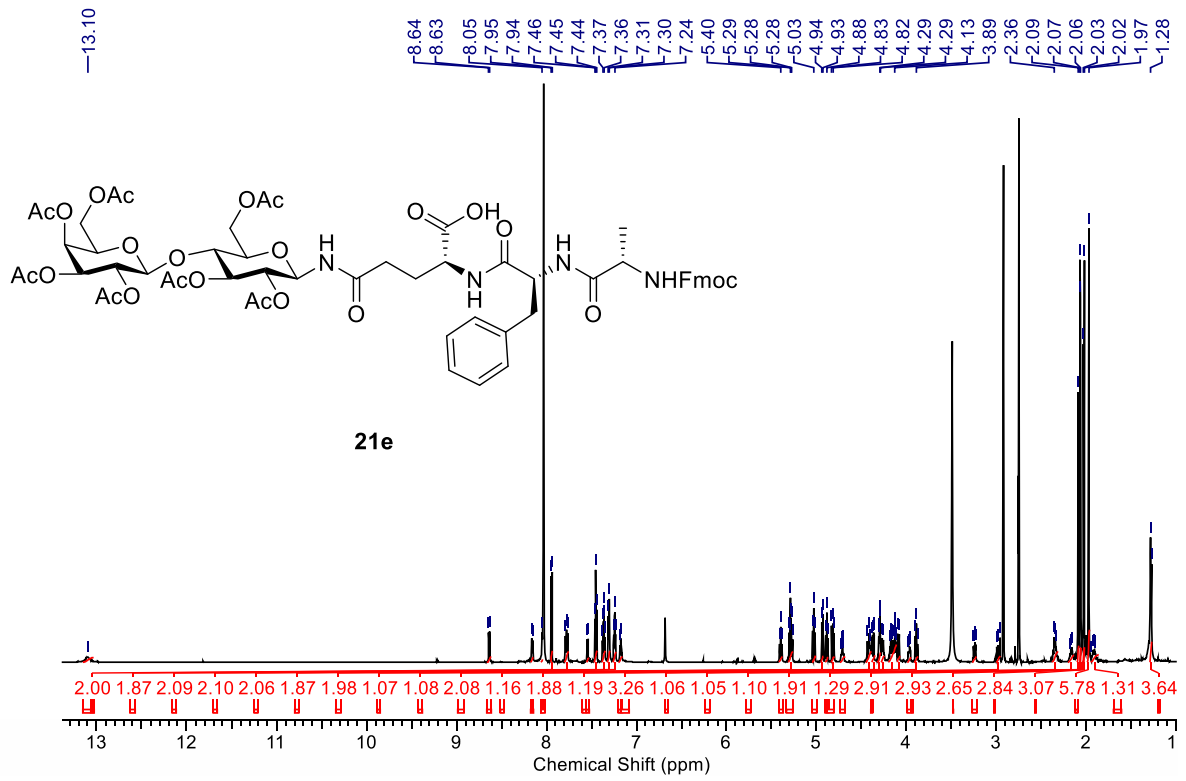 13.10 8.64 8.63 8.05 7.95 7.94 7.46 7.45 7.44 7.37 7.36 7.31 7.30 7.24 5.40 5.29 5.28 5.28 5.03 4.94 4.93 4.88 4.83 4.82 4.29 4.29 4.13 3.89 2.36 2.09 2.07 2.06 2.03 2.02 1.97 1.28
OAc OAc
AcO O OH O H
O O H N
O O N N NHFmoc
AcO AcO H O
AcO AcO O
21e
2.00 1.87 2.09 2.10 2.06 1.87 1.98 1.07 1.08 2.08 1.16 1.88 1.19 3.26 1.06 1.05 1.10 1.91 1.29 2.91 2.93 2.65 2.84 3.07 5.78 1.31 3.64
13 12 11 10 9 8 7 6 5 4 3 2 1
Chemical Shift (ppm)